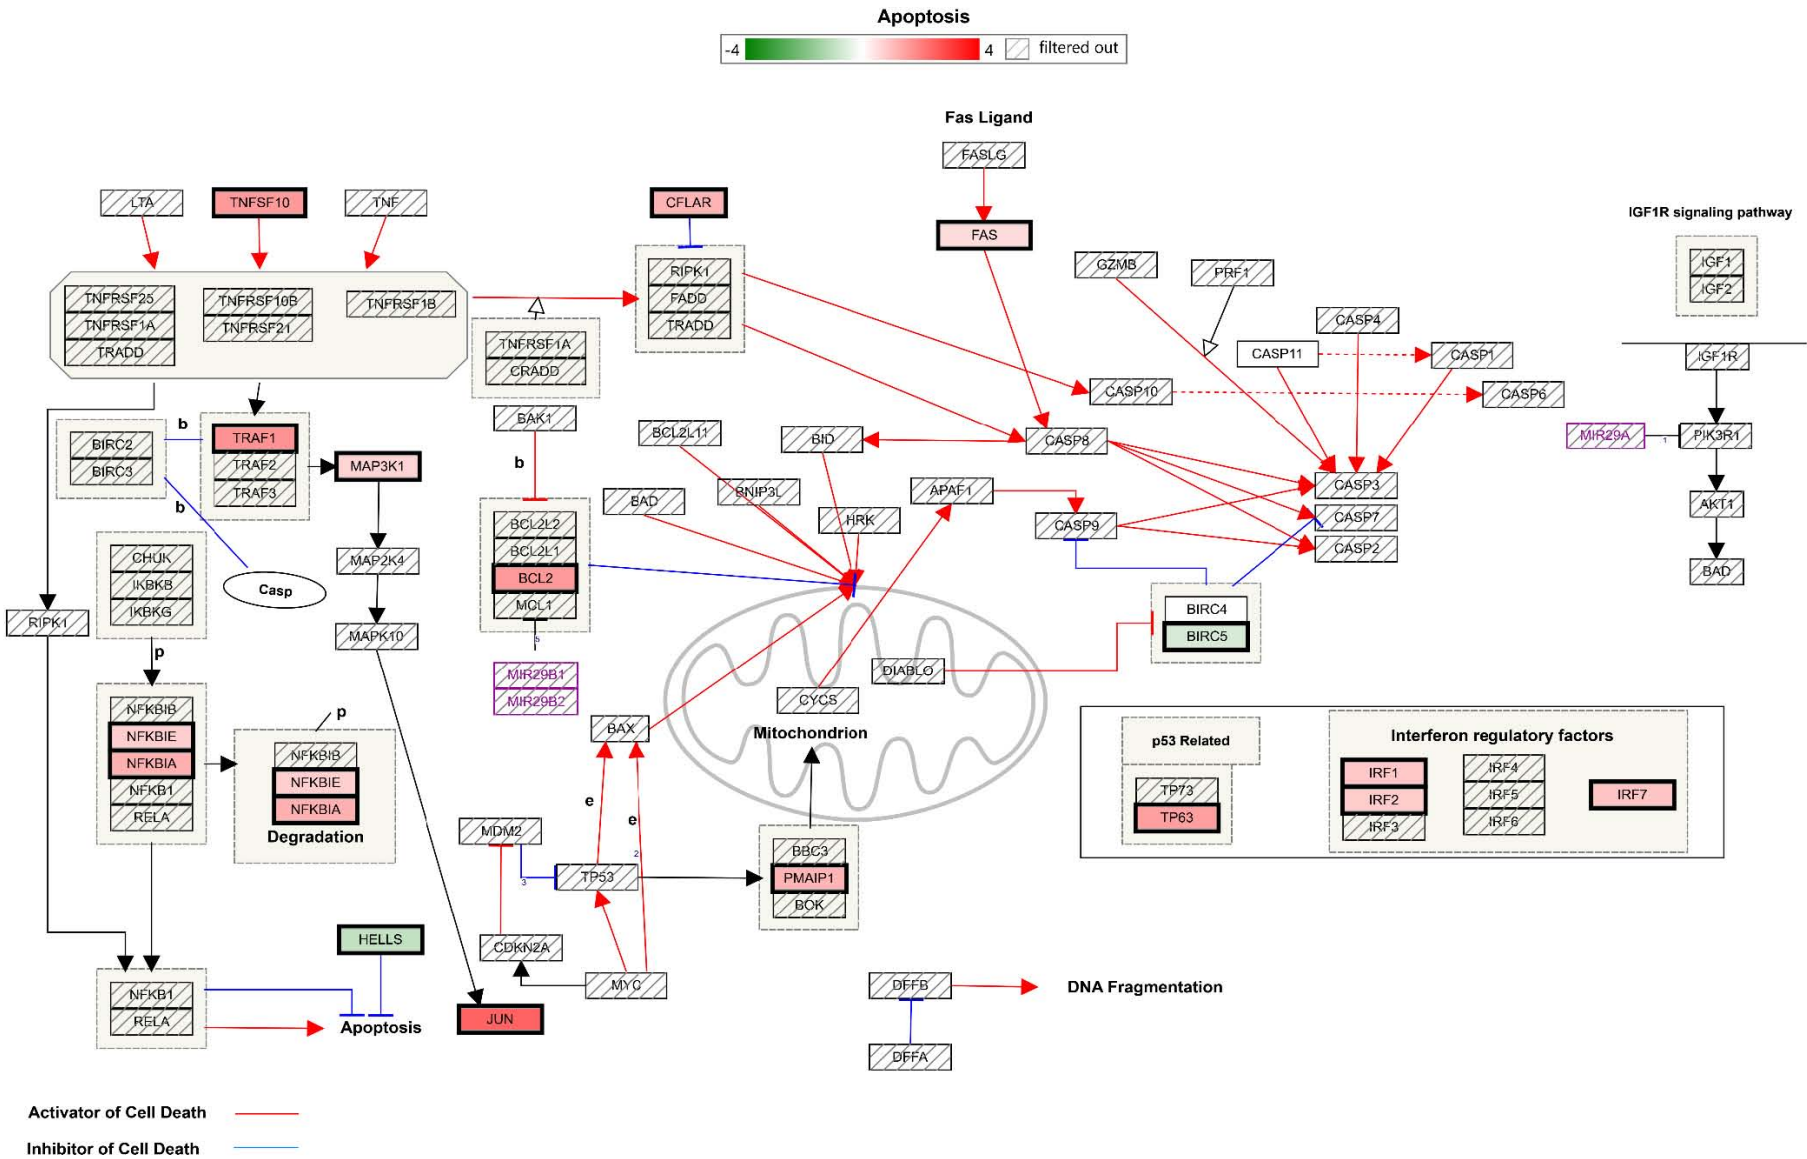 Apoptosis
-4 4 filtered out
Fas Ligand
FASLG
LTA TNFSF10 TNF CFLAR
FAS
IGF1R signaling pathway
IGF1
IGF2
GZMB PRF1
RIPK1
FADD
TRADD
TNFRSF25
TNFRSF1A
TRADD
TNFRSF10B
TNFRSF21
TNFRSF1B
TNFRSF1A
CRADD
CASP4
CASP11 CASP1
IGF1R
CASP10 CASP6
BIRC2
BIRC3
b
b
TRAF1
TRAF2
TRAF3
MAP3K1
BAK1
b
BCL2L11 BID CASP8
MIR29A 1 PIK3R1
BAD BNIP3L APAF1
HRK CASP9
CASP3
CASP7
CASP2
AKT1
BAD
BCL2L2
BCL2L1
BCL2
MCL1
5
MIR29B1
MIR29B2
CHUK
IKBKB
IKBKG
Casp
MAP2K4
MAPK10
RIPK1
p
BIRC4
BIRC5
DIABLO
CYCS
Mitochondrion
BAX
NFKBIB
NFKBIE
NFKBIA
NFKB1
RELA
p
NFKBIB
NFKBIE
NFKBIA
Degradation
p53 Related
TP73
TP63
Interferon regulatory factors
IRF1
IRF2
IRF3
IRF4
IRF5
IRF6
IRF7
e
e
2
MDM2
3
TP53
BBC3
PMAIP1
BOK
HELLS
CDKN2A
MYC
NFKB1
RELA
Apoptosis
JUN
DFFB
DNA Fragmentation
DFFA
Activator of Cell Death
Inhibitor of Cell Death